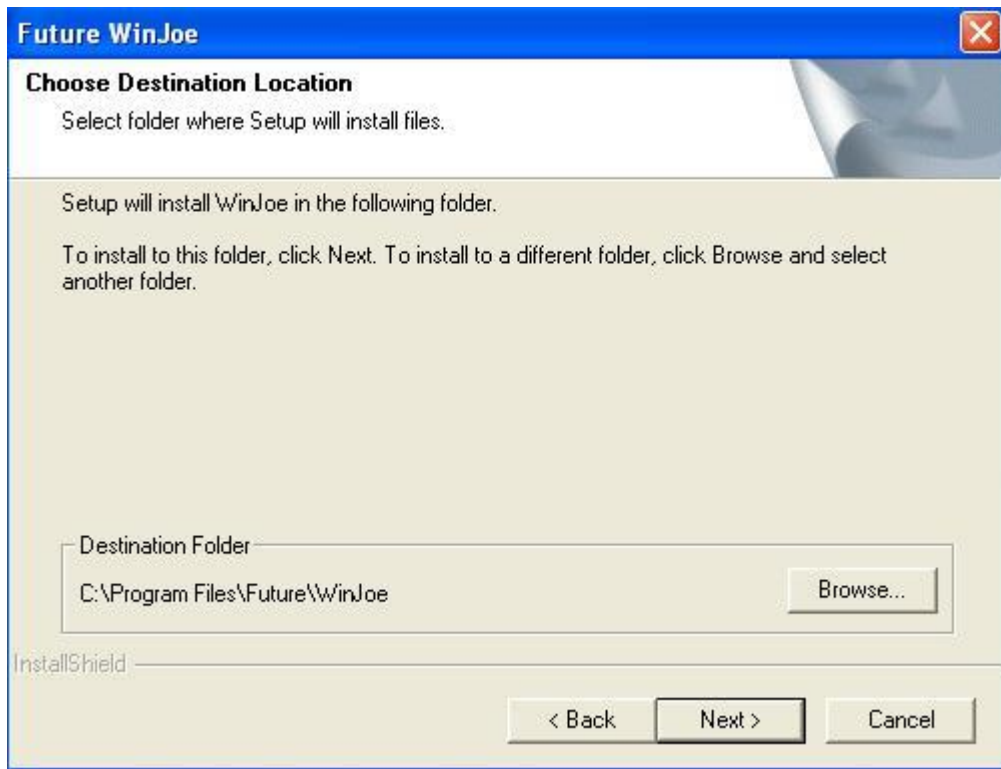 Future WinJoe
Choose Destination Location
Select folder where Setup will install files.
Setup will install WinJoe in the following folder.
To install to this folder, click Next. To install to a different folder, click Browse and select
another folder.
Destination Folder
C:\Program Files\Future\WinJoe
Browse...
InstallShield
< Back
Next >
Cancel